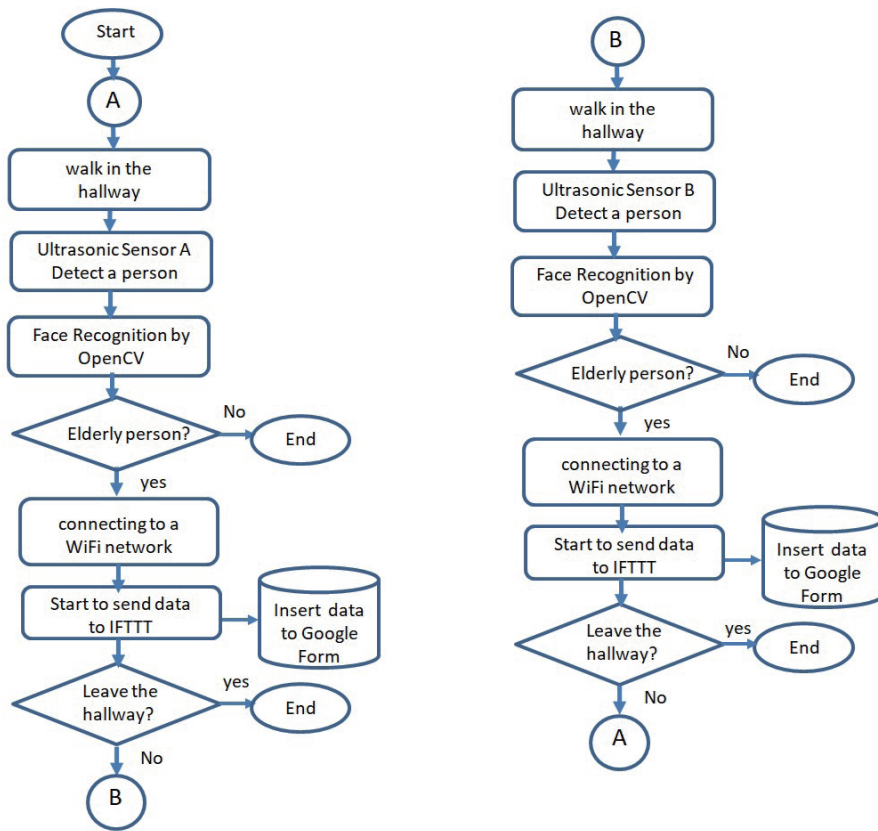 Start
A
walk in the
hallway
Ultrasonic Sensor A
Detect a person
Face Recognition by
OpenCV
Elderly person?
No
End
yes
connecting to a
WiFi network
Start to send data
to IFTTT
Insert data
to Google
Form
Leave the
hallway?
yes
End
No
B
B
walk in the
hallway
Ultrasonic Sensor B
Detect a person
Face Recognition by
OpenCV
Elderly person?
No
End
yes
connecting to a
WiFi network
Start to send data
to IFTTT
Insert data
to Google
Form
Leave the
hallway?
yes
End
No
A